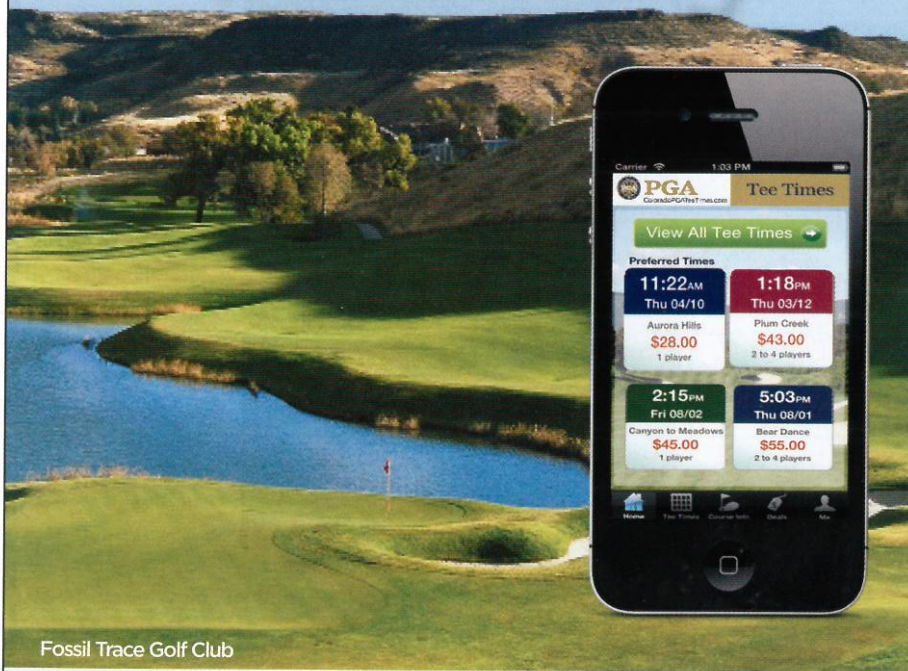 Carrier 1:03 PM
PGA
ColoradoPGATeeTimes.com
Tee Times
View All Tee Times
Preferred Times
11:22AM
Thu 04/10
Aurora Hills
$28.00
1 player
1:18PM
Thu 03/12
Plum Creek
$43.00
2 to 4 players
2:15PM
Fri 08/02
Canyon to Meadows
$45.00
1 player
5:03PM
Thu 08/01
Bear Dance
$55.00
2 to 4 players
Home Tee Times Course Info Deals Me
Fossil Trace Golf Club